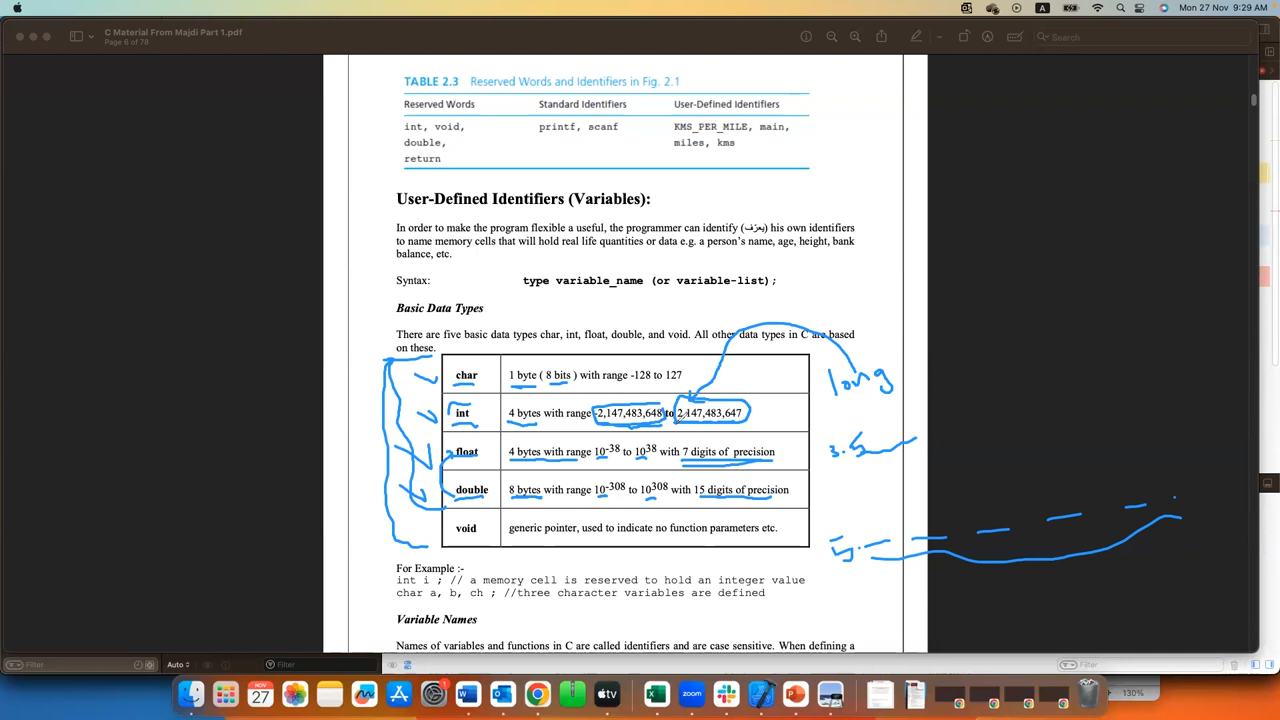 Mon 27 Nov 9:29 AM
C Material From Majdi Part 1.pdf
Page 6 of 78
Search
TABLE 2.3 Reserved Words and Identifiers in Fig. 2.1
Reserved Words Standard Identifiers User-Defined Identifiers
int, void, printf, scanf KMS_PER_MILE, main,
double, miles, kms
return
User-Defined Identifiers (Variables):
In order to make the program flexible a useful, the programmer can identify (يعرّف) his own identifiers
to name memory cells that will hold real life quantities or data e.g. a person's name, age, height, bank
balance, etc.
Syntax: type variable_name (or variable-list);
Basic Data Types
There are five basic data types char, int, float, double, and void. All other data types in C are based
on these.
char 1 byte ( 8 bits ) with range -128 to 127
long
int 4 bytes with range -2,147,483,648 to 2,147,483,647
float 4 bytes with range 10-38 to 1038 with 7 digits of precision
double 8 bytes with range 10-308 to 10308 with 15 digits of precision
void generic pointer, used to indicate no function parameters etc.
For Example :-
int i ; // a memory cell is reserved to hold an integer value
char a, b, ch ; //three character variables are defined
Variable Names
Names of variables and functions in C are called identifiers and are case sensitive. When defining a
Filter Auto Filter Filter
NOV
27
130%